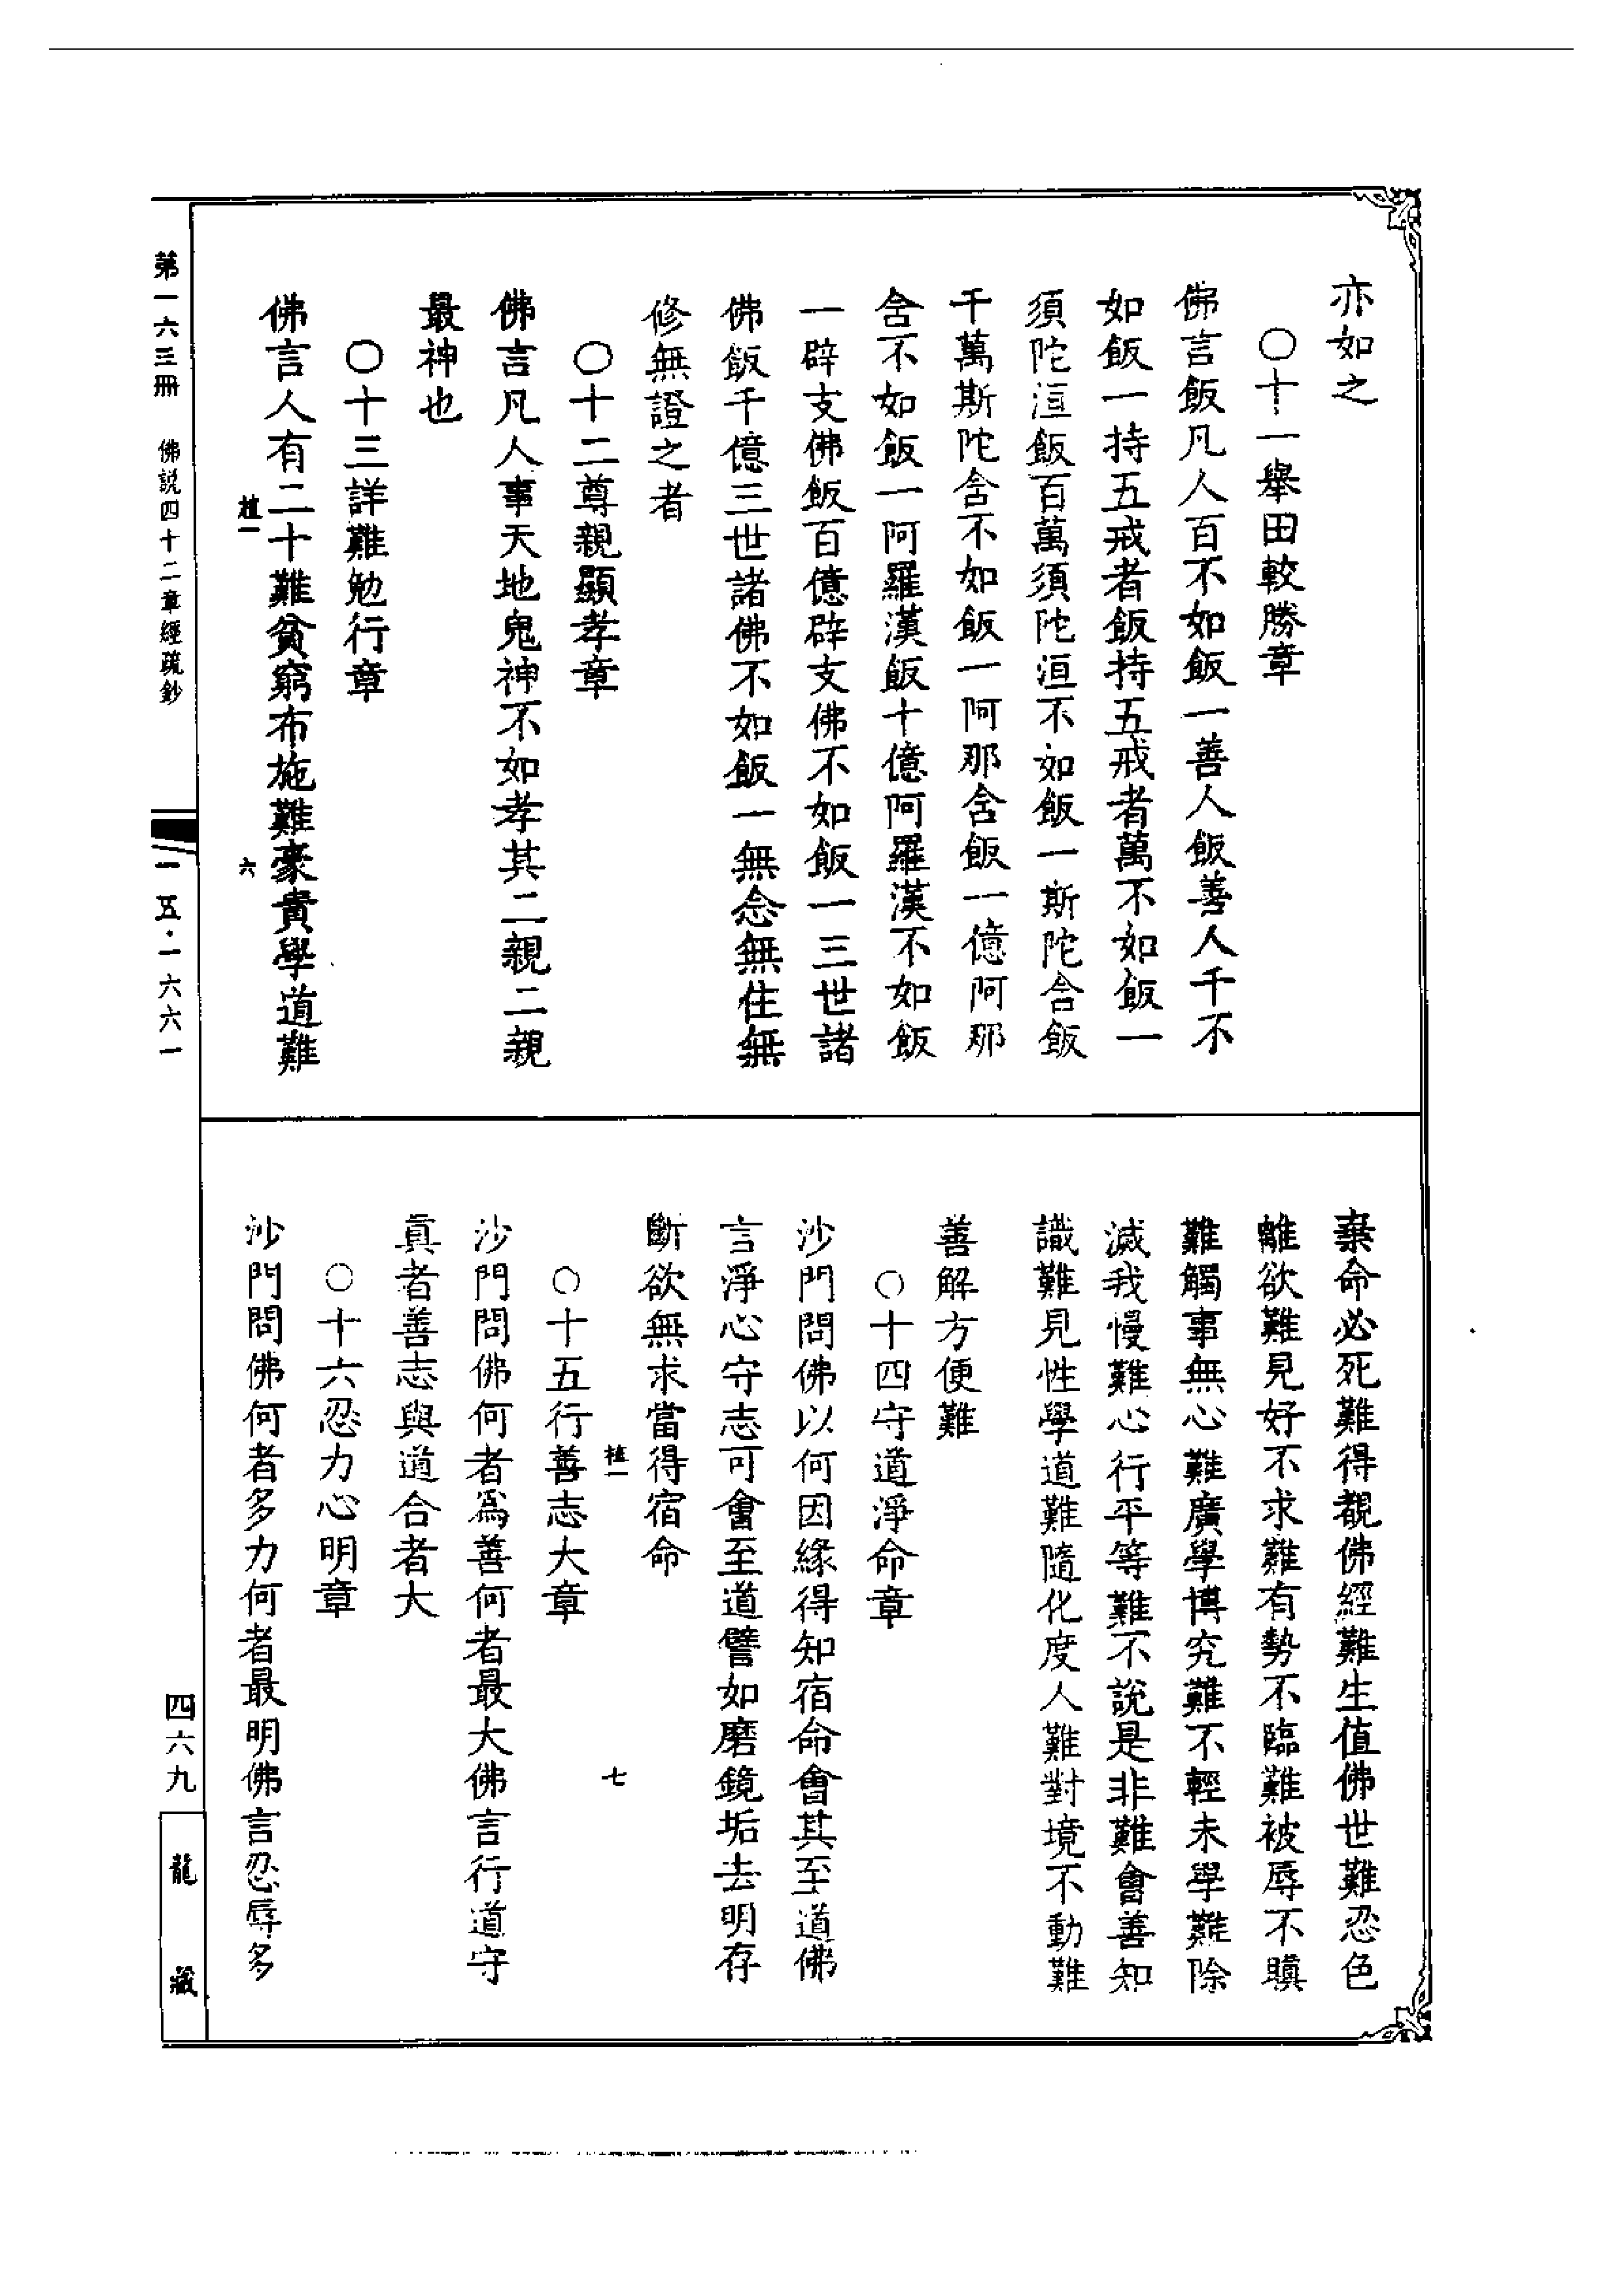 亦如之
〇十一舉田較勝章
佛言飯凡人百不如飯一善人飯善人千不
如飯一持五戒者飯持五戒者萬不如飯一
須陀洹飯百萬須陀洹不如飯一斯陀含飯
千萬斯陀含不如飯一阿那含飯一億阿那
含不如飯一阿羅漢飯十億阿羅漢不如飯
一辟支佛飯百億辟支佛不如飯一三世諸
佛飯千億三世諸佛不如飯一無念無住無
修無證之者
〇十二尊親顯孝章
佛言凡人事天地鬼神不如孝其二親二親
最神也
〇十三詳難勉行章
佛言人有二十難貧窮布施難豪貴學道難
六
棄命必死難得覩佛經難生值佛世難忍色
離欲難見好不求難有勢不臨難被辱不瞋
難觸事無心難廣學博究難不輕未學難除
滅我慢難心行平等難不說是非難會善知
識難見性學道難隨化度人難對境不動難
善解方便難
〇十四守道淨命章
沙門問佛以何因緣得知宿命會其至道佛
言淨心守志可會至道譬如磨鏡垢去明存
斷欲無求當得宿命
七
〇十五行善志大章
沙門問佛何者為善何者最大佛言行道守
真者善志與道合者大
〇十六忍力心明章
沙門問佛何者多力何者最明佛言忍辱多
第一六三冊 佛説四十二章經疏鈔
一五·一六六一
四六九
龍藏